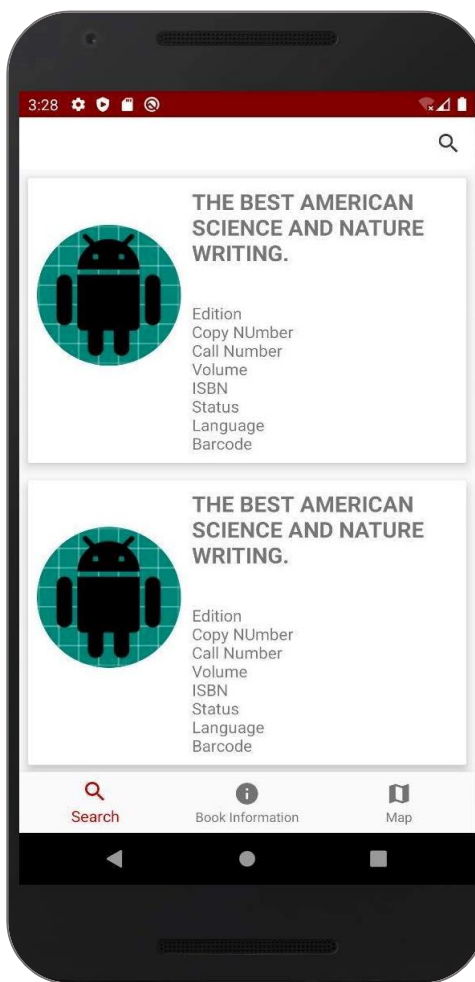 3:28
THE BEST AMERICAN
SCIENCE AND NATURE
WRITING.
Edition
Copy NUmber
Call Number
Volume
ISBN
Status
Language
Barcode
THE BEST AMERICAN
SCIENCE AND NATURE
WRITING.
Edition
Copy NUmber
Call Number
Volume
ISBN
Status
Language
Barcode
Search
Book Information
Map